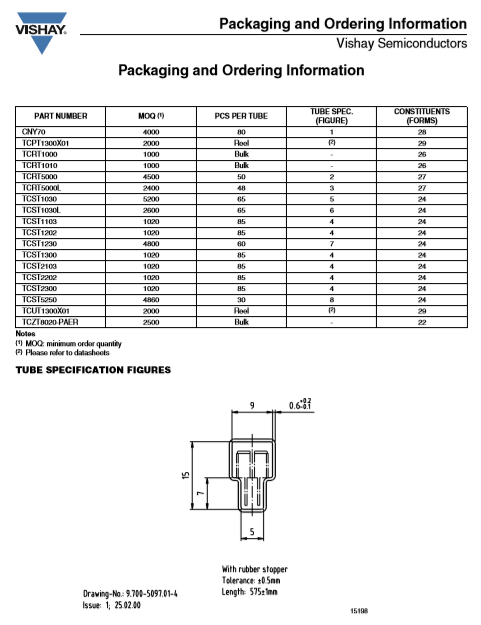 VISHAY.
Packaging and Ordering Information
Vishay Semiconductors
Packaging and Ordering Information
PART NUMBER MOQ (1) PCS PER TUBE TUBE SPEC. (FIGURE) CONSTITUENTS (FORMS)
CNY70 4000 80 1 28
TCPT1300X01 2000 Reel (2) 29
TCRT1000 1000 Bulk - 26
TCRT1010 1000 Bulk - 26
TCRT5000 4500 50 2 27
TCRT5000L 2400 48 3 27
TCST1030 5200 65 5 24
TCST1030L 2600 65 6 24
TCST1103 1020 85 4 24
TCST1202 1020 85 4 24
TCST1230 4800 60 7 24
TCST1300 1020 85 4 24
TCST2103 1020 85 4 24
TCST2202 1020 85 4 24
TCST2300 1020 85 4 24
TCST5250 4860 30 8 24
TCUT1300X01 2000 Reel (2) 29
TCZT8020-PAER 2500 Bulk - 22
Notes
(1) MOQ: minimum order quantity
(2) Please refer to datasheets
TUBE SPECIFICATION FIGURES
9 0.6+0.2-0.1
15
7
5
With rubber stopper
Tolerance: ±0.5mm
Length: 575±1mm
Drawing-No.: 9.700-5097.01-4
Issue: 1; 25.02.00
15198